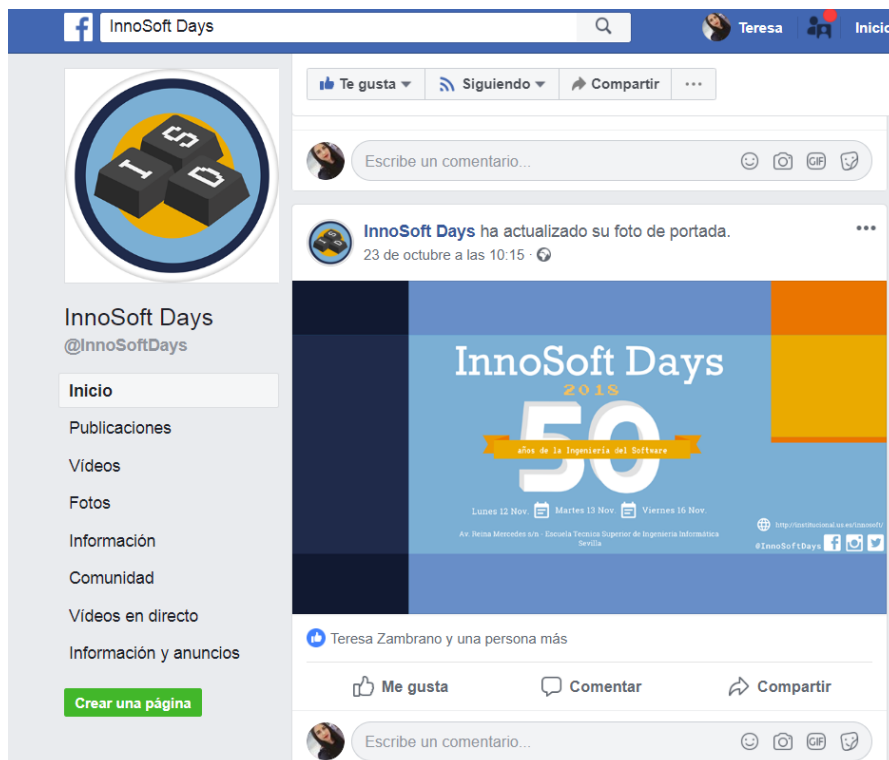 InnoSoft Days
Teresa
Inicio
Te gusta
Siguiendo
Compartir
I
S
D
InnoSoft Days
@InnoSoftDays
Inicio
Publicaciones
Vídeos
Fotos
Información
Comunidad
Vídeos en directo
Información y anuncios
Crear una página
Escribe un comentario...
GIF
InnoSoft Days ha actualizado su foto de portada.
23 de octubre a las 10:15 ·
InnoSoft Days
2018
50
años de la Ingeniería del Software
Lunes 12 Nov. Martes 13 Nov. Viernes 16 Nov.
Av. Reina Mercedes s/n - Escuela Técnica Superior de Ingeniería Informática
Sevilla
http://institucional.us.es/innosoft/
@InnoSoftDays
Teresa Zambrano y una persona más
Me gusta
Comentar
Compartir
Escribe un comentario...
GIF